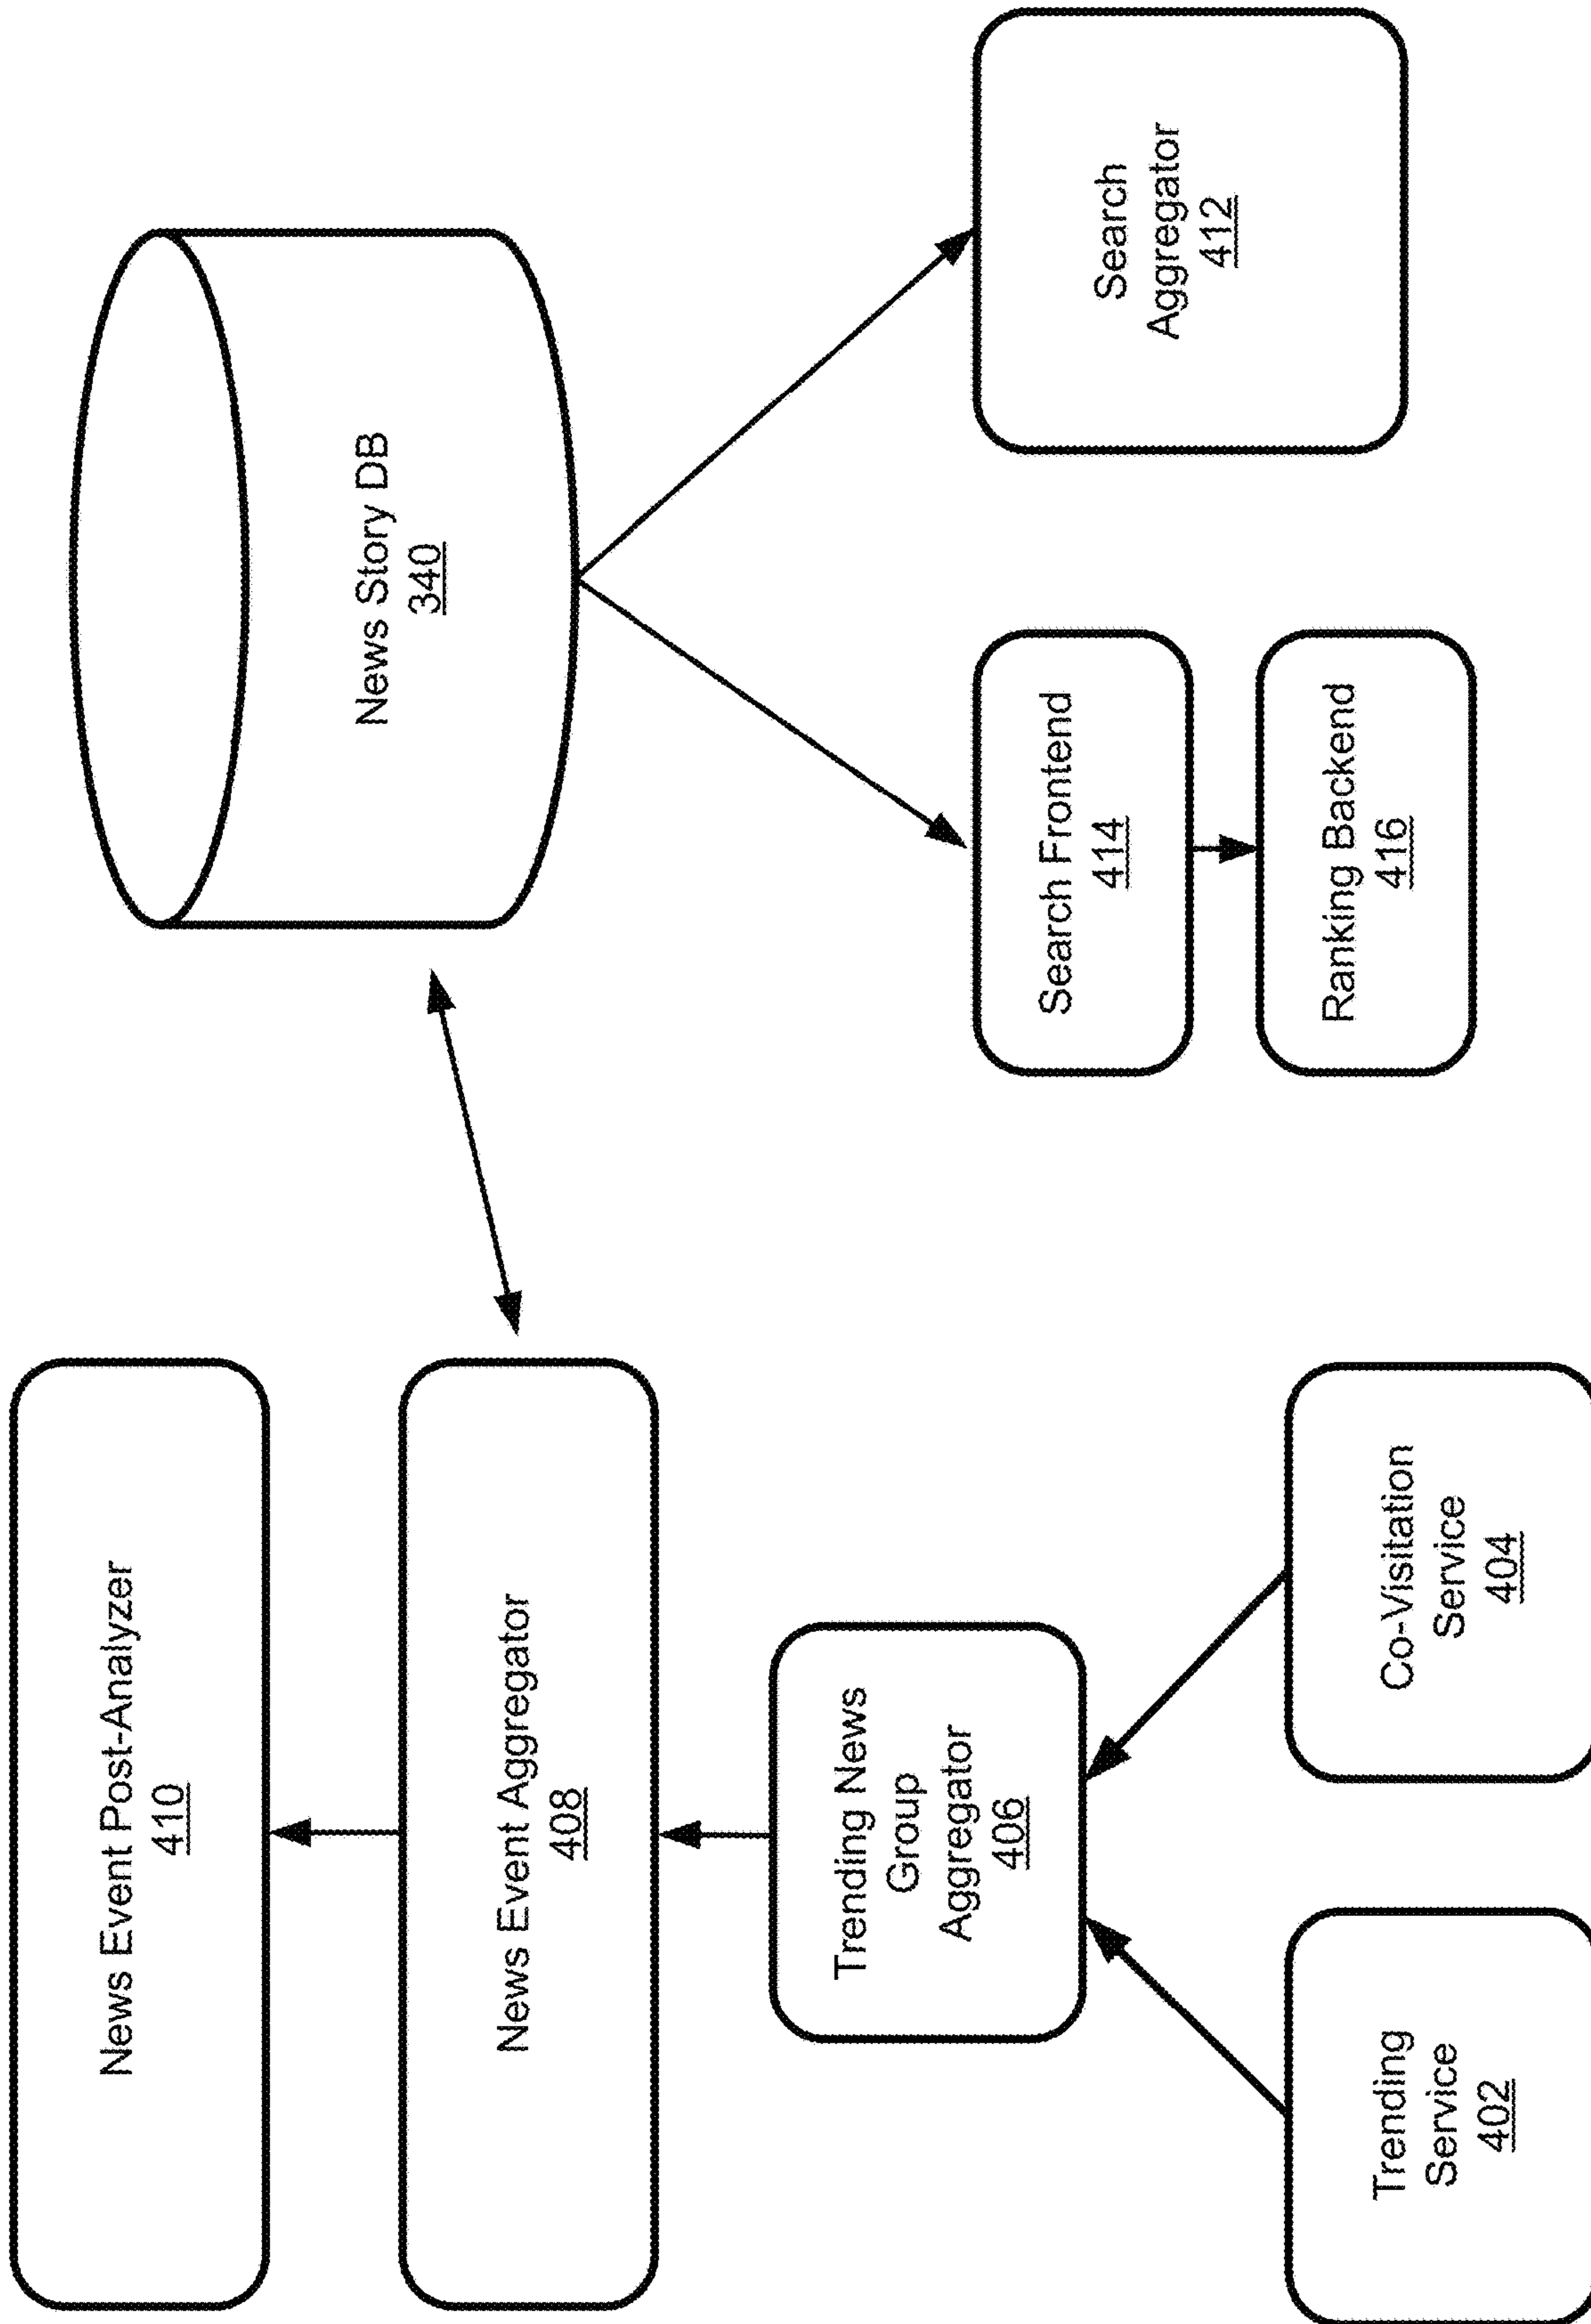 News Event Post-Analyzer
410
News Event Aggregator
408
Trending News
Group
Aggregator
406
Trending
Service
402
Co-Visitation
Service
404
News Story DB
340
Search Frontend
414
Ranking Backend
416
Search
Aggregator
412